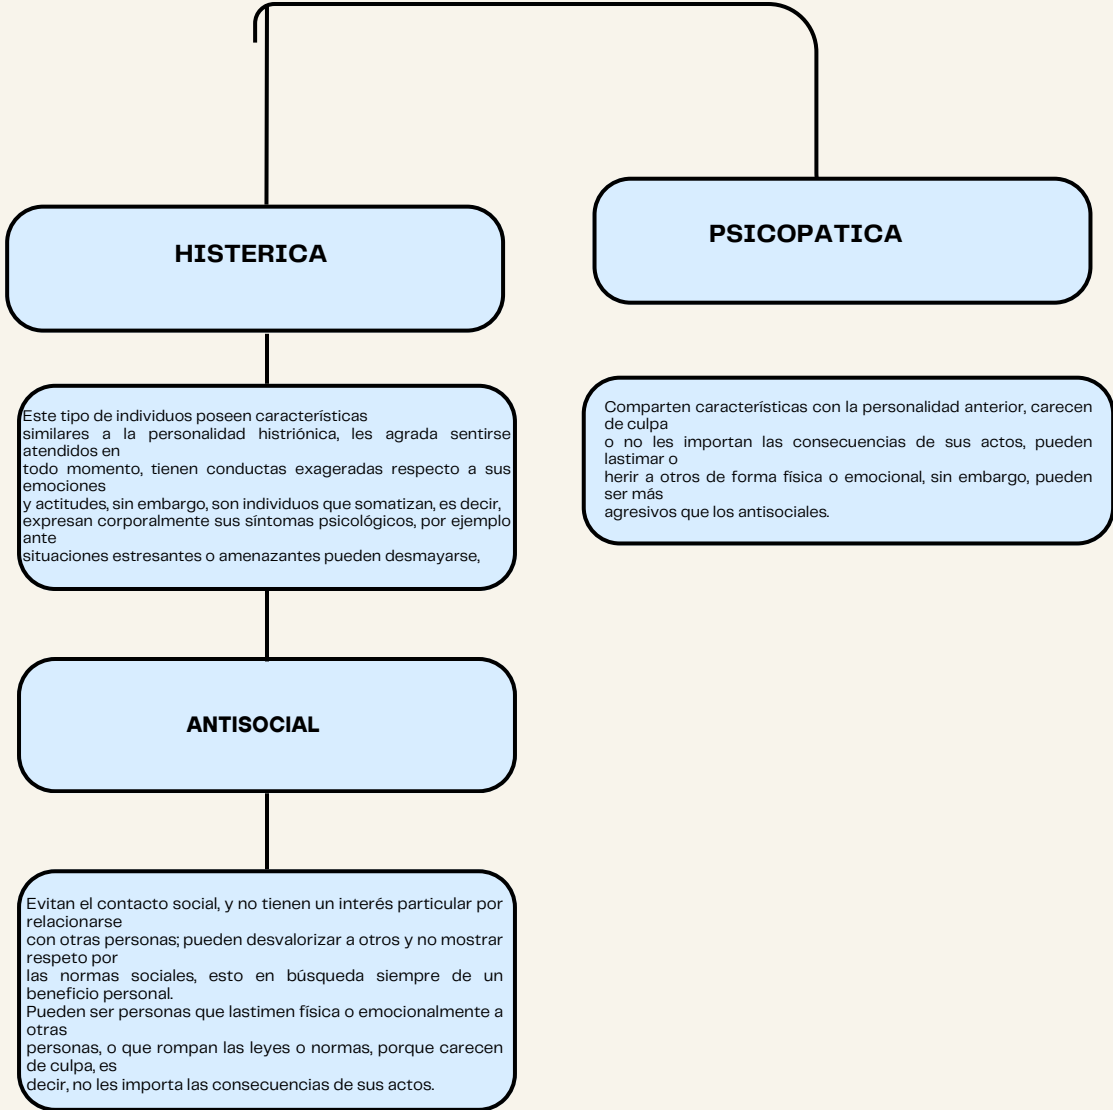 HISTERICA
Este tipo de individuos poseen características
similares a la personalidad histriónica, les agrada sentirse
atendidos en
todo momento, tienen conductas exageradas respecto a sus
emociones
y actitudes, sin embargo, son individuos que somatizan, es decir,
expresan corporalmente sus síntomas psicológicos, por ejemplo
ante
situaciones estresantes o amenazantes pueden desmayarse,
ANTISOCIAL
Evitan el contacto social, y no tienen un interés particular por
relacionarse
con otras personas; pueden desvalorizar a otros y no mostrar
respeto por
las normas sociales, esto en búsqueda siempre de un
beneficio personal.
Pueden ser personas que lastimen física o emocionalmente a
otras
personas, o que rompan las leyes o normas, porque carecen
de culpa, es
decir, no les importa las consecuencias de sus actos.
PSICOPATICA
Comparten características con la personalidad anterior, carecen
de culpa
o no les importan las consecuencias de sus actos, pueden
lastimar o
herir a otros de forma física o emocional, sin embargo, pueden
ser más
agresivos que los antisociales.